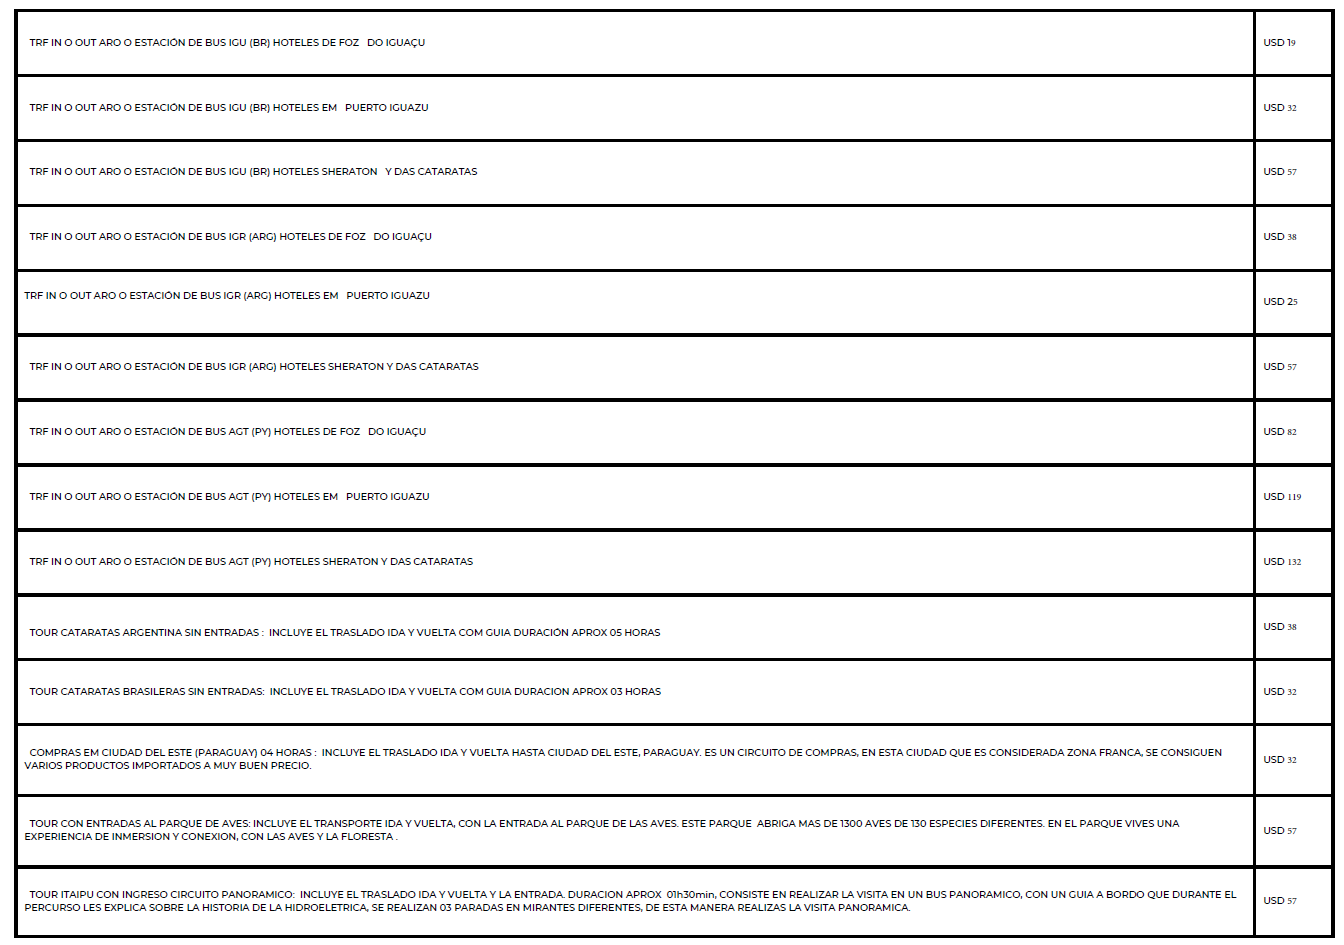 TRF IN O OUT ARO O ESTACIÓN DE BUS IGU (BR) HOTELES DE FOZ DO IGUAÇU USD 19
TRF IN O OUT ARO O ESTACIÓN DE BUS IGU (BR) HOTELES EM PUERTO IGUAZU USD 32
TRF IN O OUT ARO O ESTACIÓN DE BUS IGU (BR) HOTELES SHERATON Y DAS CATARATAS USD 57
TRF IN O OUT ARO O ESTACIÓN DE BUS IGR (ARG) HOTELES DE FOZ DO IGUAÇU USD 38
TRF IN O OUT ARO O ESTACIÓN DE BUS IGR (ARG) HOTELES EM PUERTO IGUAZU USD 25
TRF IN O OUT ARO O ESTACIÓN DE BUS IGR (ARG) HOTELES SHERATON Y DAS CATARATAS USD 57
TRF IN O OUT ARO O ESTACIÓN DE BUS AGT (PY) HOTELES DE FOZ DO IGUAÇU USD 82
TRF IN O OUT ARO O ESTACIÓN DE BUS AGT (PY) HOTELES EM PUERTO IGUAZU USD 119
TRF IN O OUT ARO O ESTACIÓN DE BUS AGT (PY) HOTELES SHERATON Y DAS CATARATAS USD 132
TOUR CATARATAS ARGENTINA SIN ENTRADAS : INCLUYE EL TRASLADO IDA Y VUELTA COM GUIA DURACIÓN APROX 05 HORAS USD 38
TOUR CATARATAS BRASILERAS SIN ENTRADAS: INCLUYE EL TRASLADO IDA Y VUELTA COM GUIA DURACION APROX 03 HORAS USD 32
COMPRAS EM CIUDAD DEL ESTE (PARAGUAY) 04 HORAS : INCLUYE EL TRASLADO IDA Y VUELTA HASTA CIUDAD DEL ESTE, PARAGUAY. ES UN CIRCUITO DE COMPRAS, EN ESTA CIUDAD QUE ES CONSIDERADA ZONA FRANCA, SE CONSIGUEN
VARIOS PRODUCTOS IMPORTADOS A MUY BUEN PRECIO. USD 32
TOUR CON ENTRADAS AL PARQUE DE AVES: INCLUYE EL TRANSPORTE IDA Y VUELTA, CON LA ENTRADA AL PARQUE DE LAS AVES. ESTE PARQUE ABRIGA MAS DE 1300 AVES DE 130 ESPECIES DIFERENTES. EN EL PARQUE VIVES UNA
EXPERIENCIA DE INMERSION Y CONEXION, CON LAS AVES Y LA FLORESTA . USD 57
TOUR ITAIPU CON INGRESO CIRCUITO PANORAMICO: INCLUYE EL TRASLADO IDA Y VUELTA Y LA ENTRADA. DURACION APROX 01h30min, CONSISTE EN REALIZAR LA VISITA EN UN BUS PANORAMICO, CON UN GUIA A BORDO QUE DURANTE EL
PERCURSO LES EXPLICA SOBRE LA HISTORIA DE LA HIDROELETRICA, SE REALIZAN 03 PARADAS EN MIRANTES DIFERENTES, DE ESTA MANERA REALIZAS LA VISITA PANORAMICA. USD 57